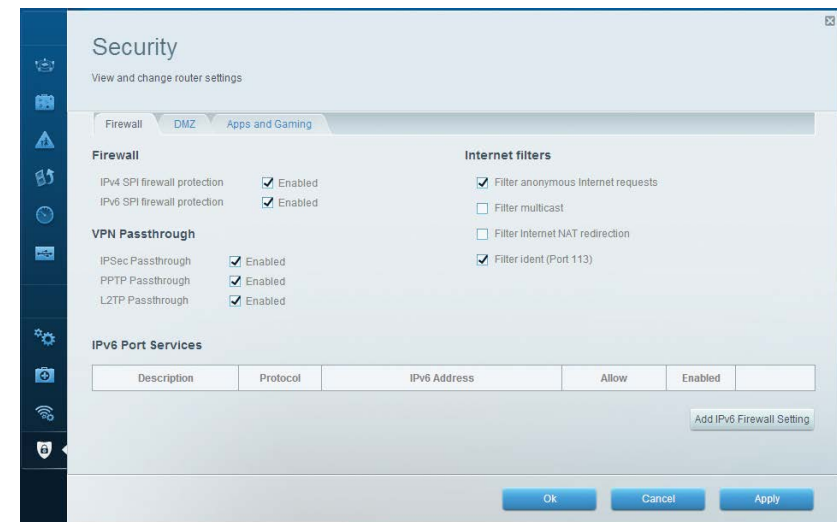 Security
View and change router settings
Firewall DMZ Apps and Gaming
Firewall
IPv4 SPI firewall protection Enabled
IPv6 SPI firewall protection Enabled
VPN Passthrough
IPSec Passthrough Enabled
PPTP Passthrough Enabled
L2TP Passthrough Enabled
Internet filters
Filter anonymous Internet requests
Filter multicast
Filter Internet NAT redirection
Filter ident (Port 113)
IPv6 Port Services
Description Protocol IPv6 Address Allow Enabled
Add IPv6 Firewall Setting
Ok Cancel Apply